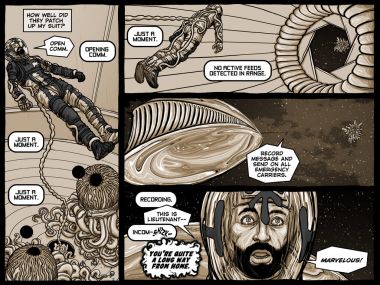 HOW WELL DID
THEY PATCH
UP MY SUIT?
OPEN
COMM.
OPENING
COMM.
JUST A
MOMENT.
JUST A
MOMENT.
JUST A
MOMENT.
NO ACTIVE FEEDS
DETECTED IN RANGE.
RECORD
MESSAGE AND
SEND ON ALL
EMERGENCY
CARRIERS.
RECORDING.
THIS IS
LIEUTENANT--
INCOM--
YOU'RE QUITE
A LONG WAY
FROM HOME.
MARVELOUS!